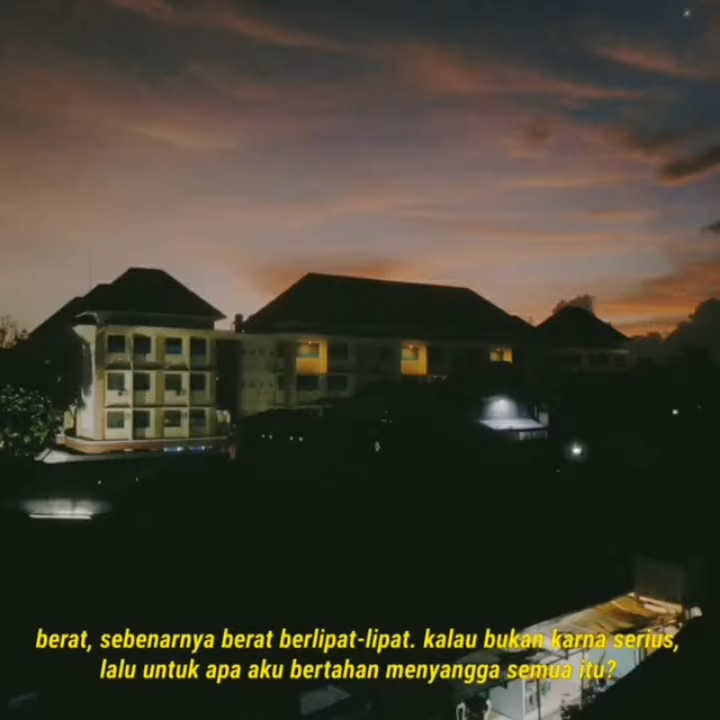 berat, sebenarnya berat berlipat-lipat. kalau bukan karna serius,
lalu untuk apa aku bertahan menyangga semua itu?